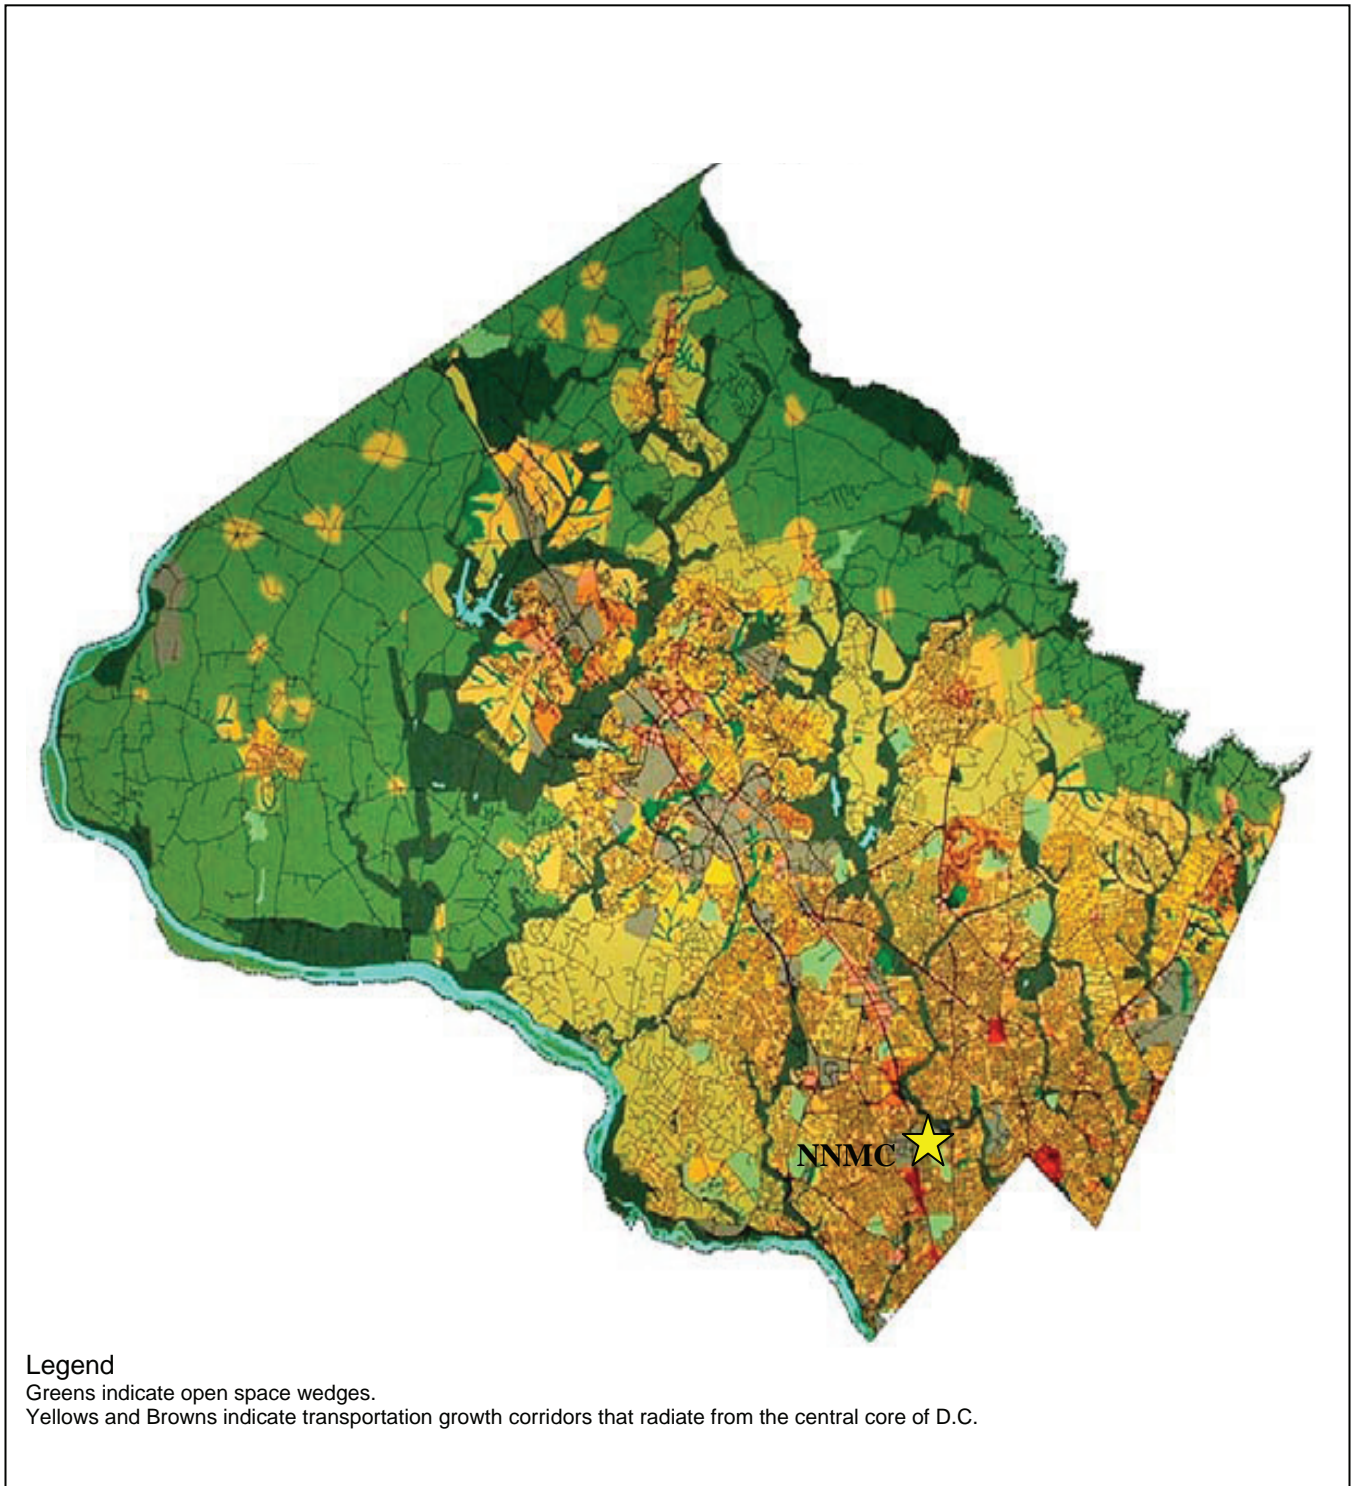 NNMC
Legend
Greens indicate open space wedges.
Yellows and Browns indicate transportation growth corridors that radiate from the central core of D.C.